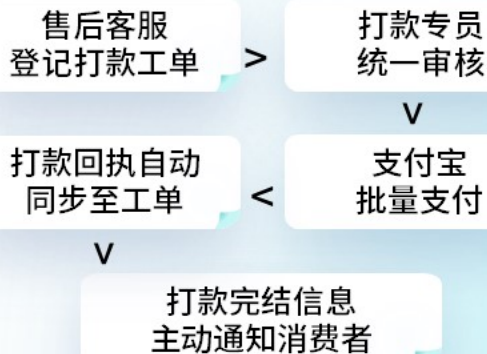 售后客服
登记打款工单
>
打款专员
统一审核
∨
支付宝
批量支付
<
打款回执自动
同步至工单
∨
打款完结信息
主动通知消费者